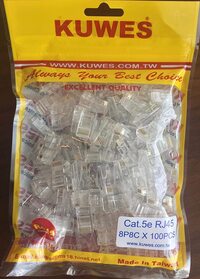 KUWES
WWW.KUWES.COM.TW
Always Your Best Choice
EXCELLENT QUALITY
Cat.5e RJ45
8P8C X 100PCS
www.kuwes.com.tw
Made in Taiwan